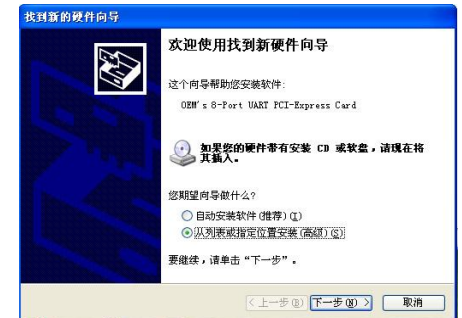 找到新的硬件向导
欢迎使用找到新硬件向导
这个向导帮助您安装软件:
OEM's 8-Port UART PCI-Express Card
如果您的硬件带有安装 CD 或软盘，请现在将
其插入。
您期望向导做什么?
自动安装软件(推荐)(I)
从列表或指定位置安装(高级)(S)
要继续，请单击“下一步”。
< 上一步(B) 下一步(N) > 取消